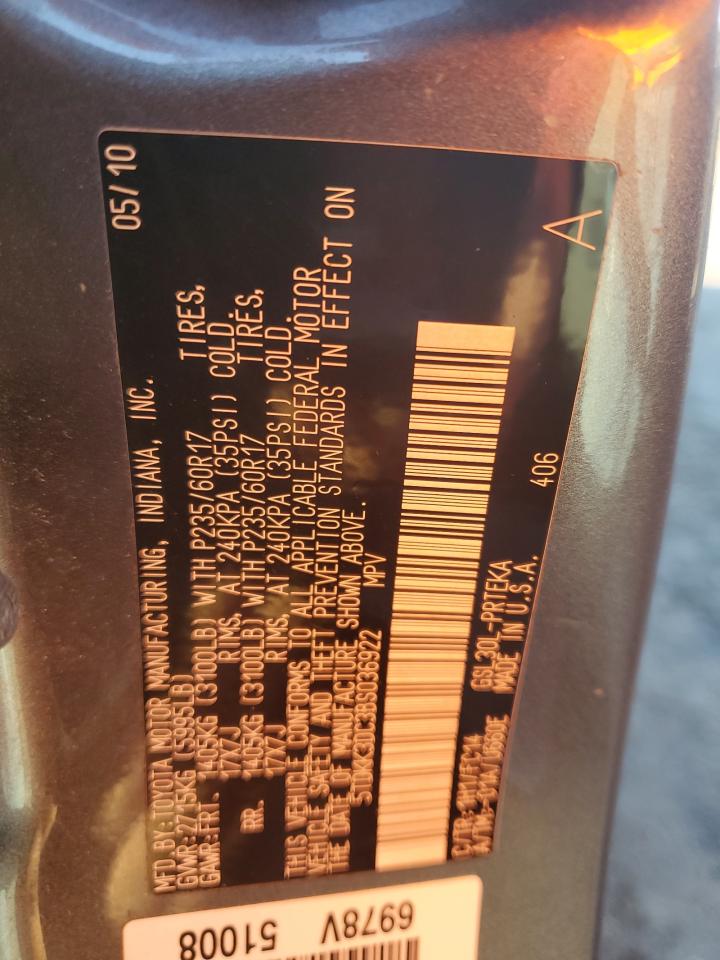 MFD.BY:TOYOTA MOTOR MANUFACTURING, INDIANA, INC. 05/10
GVWR:2715KG (5995LB)
GAWR:FRT. 1405KG (3100LB) WITH P235/60R17 TIRES,
17X7J RIMS, AT 240KPA (35PSI) COLD.
RR. 1405KG (3100LB) WITH P235/60R17 TIRES,
17X7J RIMS, AT 240KPA (35PSI) COLD.
THIS VEHICLE CONFORMS TO ALL APPLICABLE FEDERAL MOTOR
VEHICLE SAFETY AND THEFT PREVENTION STANDARDS IN EFFECT ON
THE DATE OF MANUFACTURE SHOWN ABOVE.
MPV
GSL30L-PRTEKA
MADE IN U.S.A. 406
A
6978V
51008